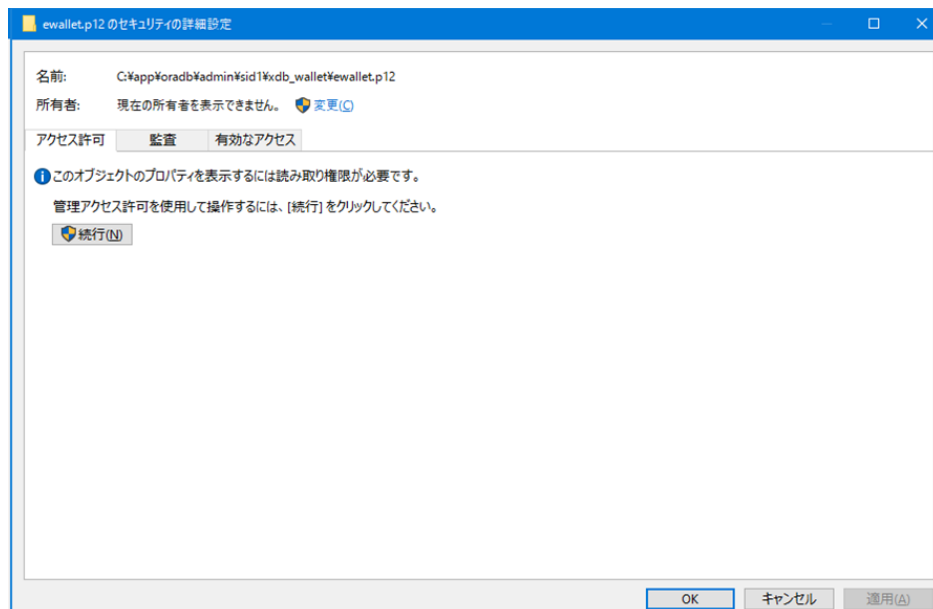 ewallet.p12 のセキュリティの詳細設定
名前: C:¥app¥oradb¥admin¥sid1¥xdb_wallet¥ewallet.p12
所有者: 現在の所有者を表示できません。 変更(C)
アクセス許可 監査 有効なアクセス
このオブジェクトのプロパティを表示するには読み取り権限が必要です。
管理アクセス許可を使用して操作するには、[続行] をクリックしてください。
続行(N)
OK キャンセル 適用(A)